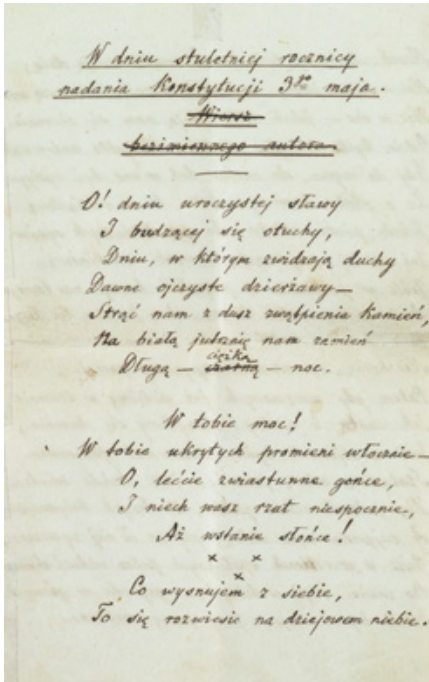 W dniu stuletniej rocznicy
nadania Konstytucji 3go maja.
Wiersz
bezimiennego autora
O! dniu uroczystej sławy
I budzącej się otuchy,
Dniu, w którym zwidzają duchy
Dawne ojczyste dzierżawy —
Strąć nam z dusz zwątpienia kamień,
Na białą jutrznię nam zamień
ciężką
Długą — czarną — noc.
W tobie moc!
W tobie ukrytych promieni włócznie —
O, lećcie zwiastunne gońce,
I niech wasz rzut niespocznie,
Aż wstanie słońce!
× ×
×
Co wysnujem z siebie,
To się rozwiesi na dziejowem niebie.